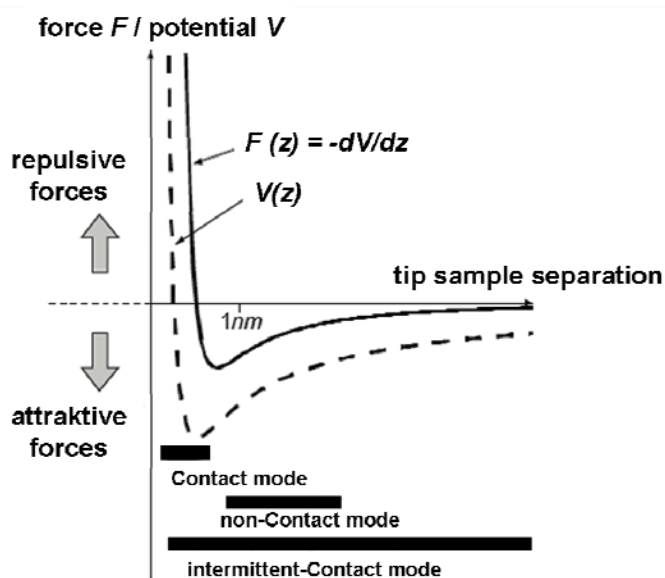 force F / potential V
repulsive
forces
F (z) = -dV/dz
V(z)
tip sample separation
1nm
attraktive
forces
Contact mode
non-Contact mode
intermittent-Contact mode